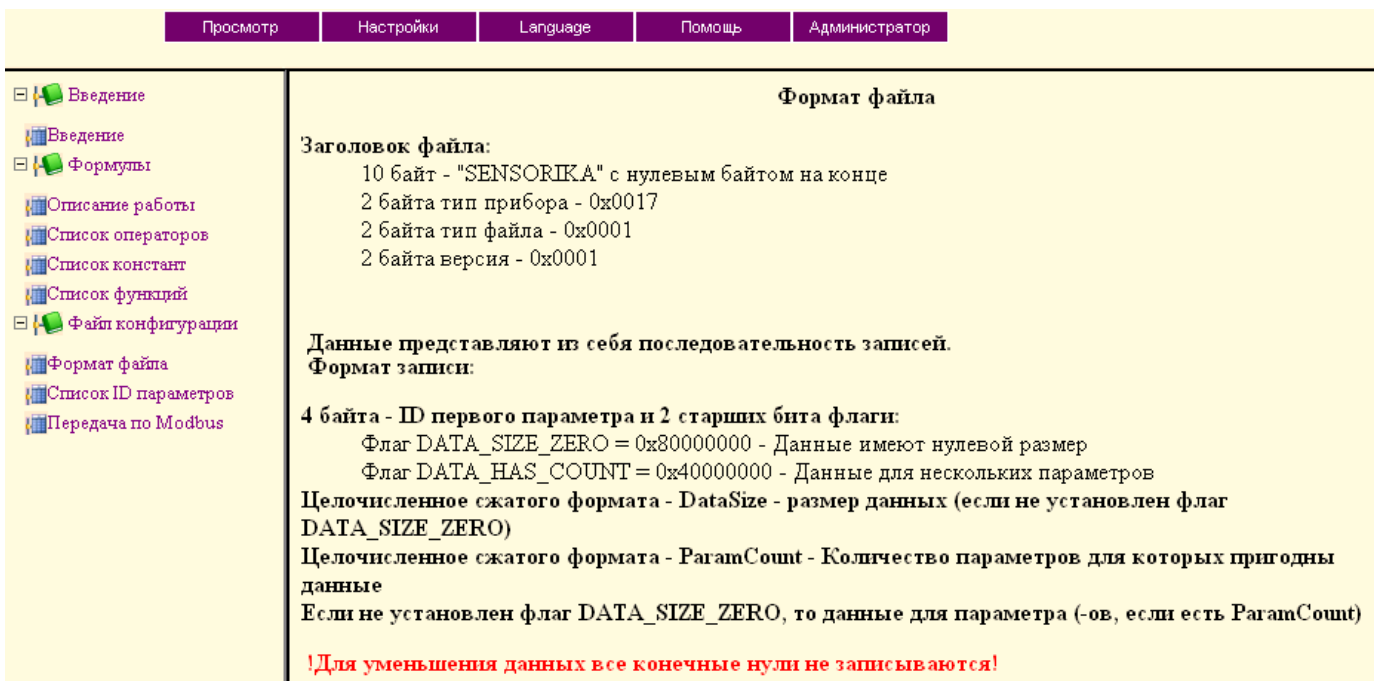 Просмотр
Настройки
Language
Помощь
Администратор
Введение
Введение
Формулы
Описание работы
Список операторов
Список констант
Список функций
Файл конфигурации
Формат файла
Список ID параметров
Передача по Modbus
Формат файла
Заголовок файла:
10 байт - "SENSORIKA" с нулевым байтом на конце
2 байта тип прибора - 0x0017
2 байта тип файла - 0x0001
2 байта версия - 0x0001
Данные представляют из себя последовательность записей.
Формат записи:
4 байта - ID первого параметра и 2 старших бита флаги:
Флаг DATA_SIZE_ZERO = 0x80000000 - Данные имеют нулевой размер
Флаг DATA_HAS_COUNT = 0x40000000 - Данные для нескольких параметров
Целочисленное сжатого формата - DataSize - размер данных (если не установлен флаг
DATA_SIZE_ZERO)
Целочисленное сжатого формата - ParamCount - Количество параметров для которых пригодны
данные
Если не установлен флаг DATA_SIZE_ZERO, то данные для параметра (-ов, если есть ParamCount)
!Для уменьшения данных все конечные нули не записываются!